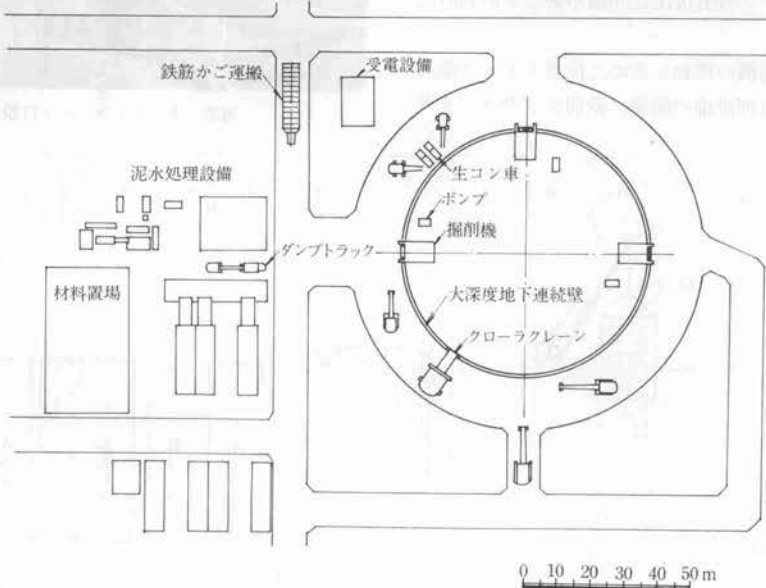 鉄筋かご運搬
受電設備
泥水処理設備
生コン車
ポンプ
掘削機
ダンプトラック
材料置場
大深度地下連続壁
クローラクレーン
0 10 20 30 40 50 m